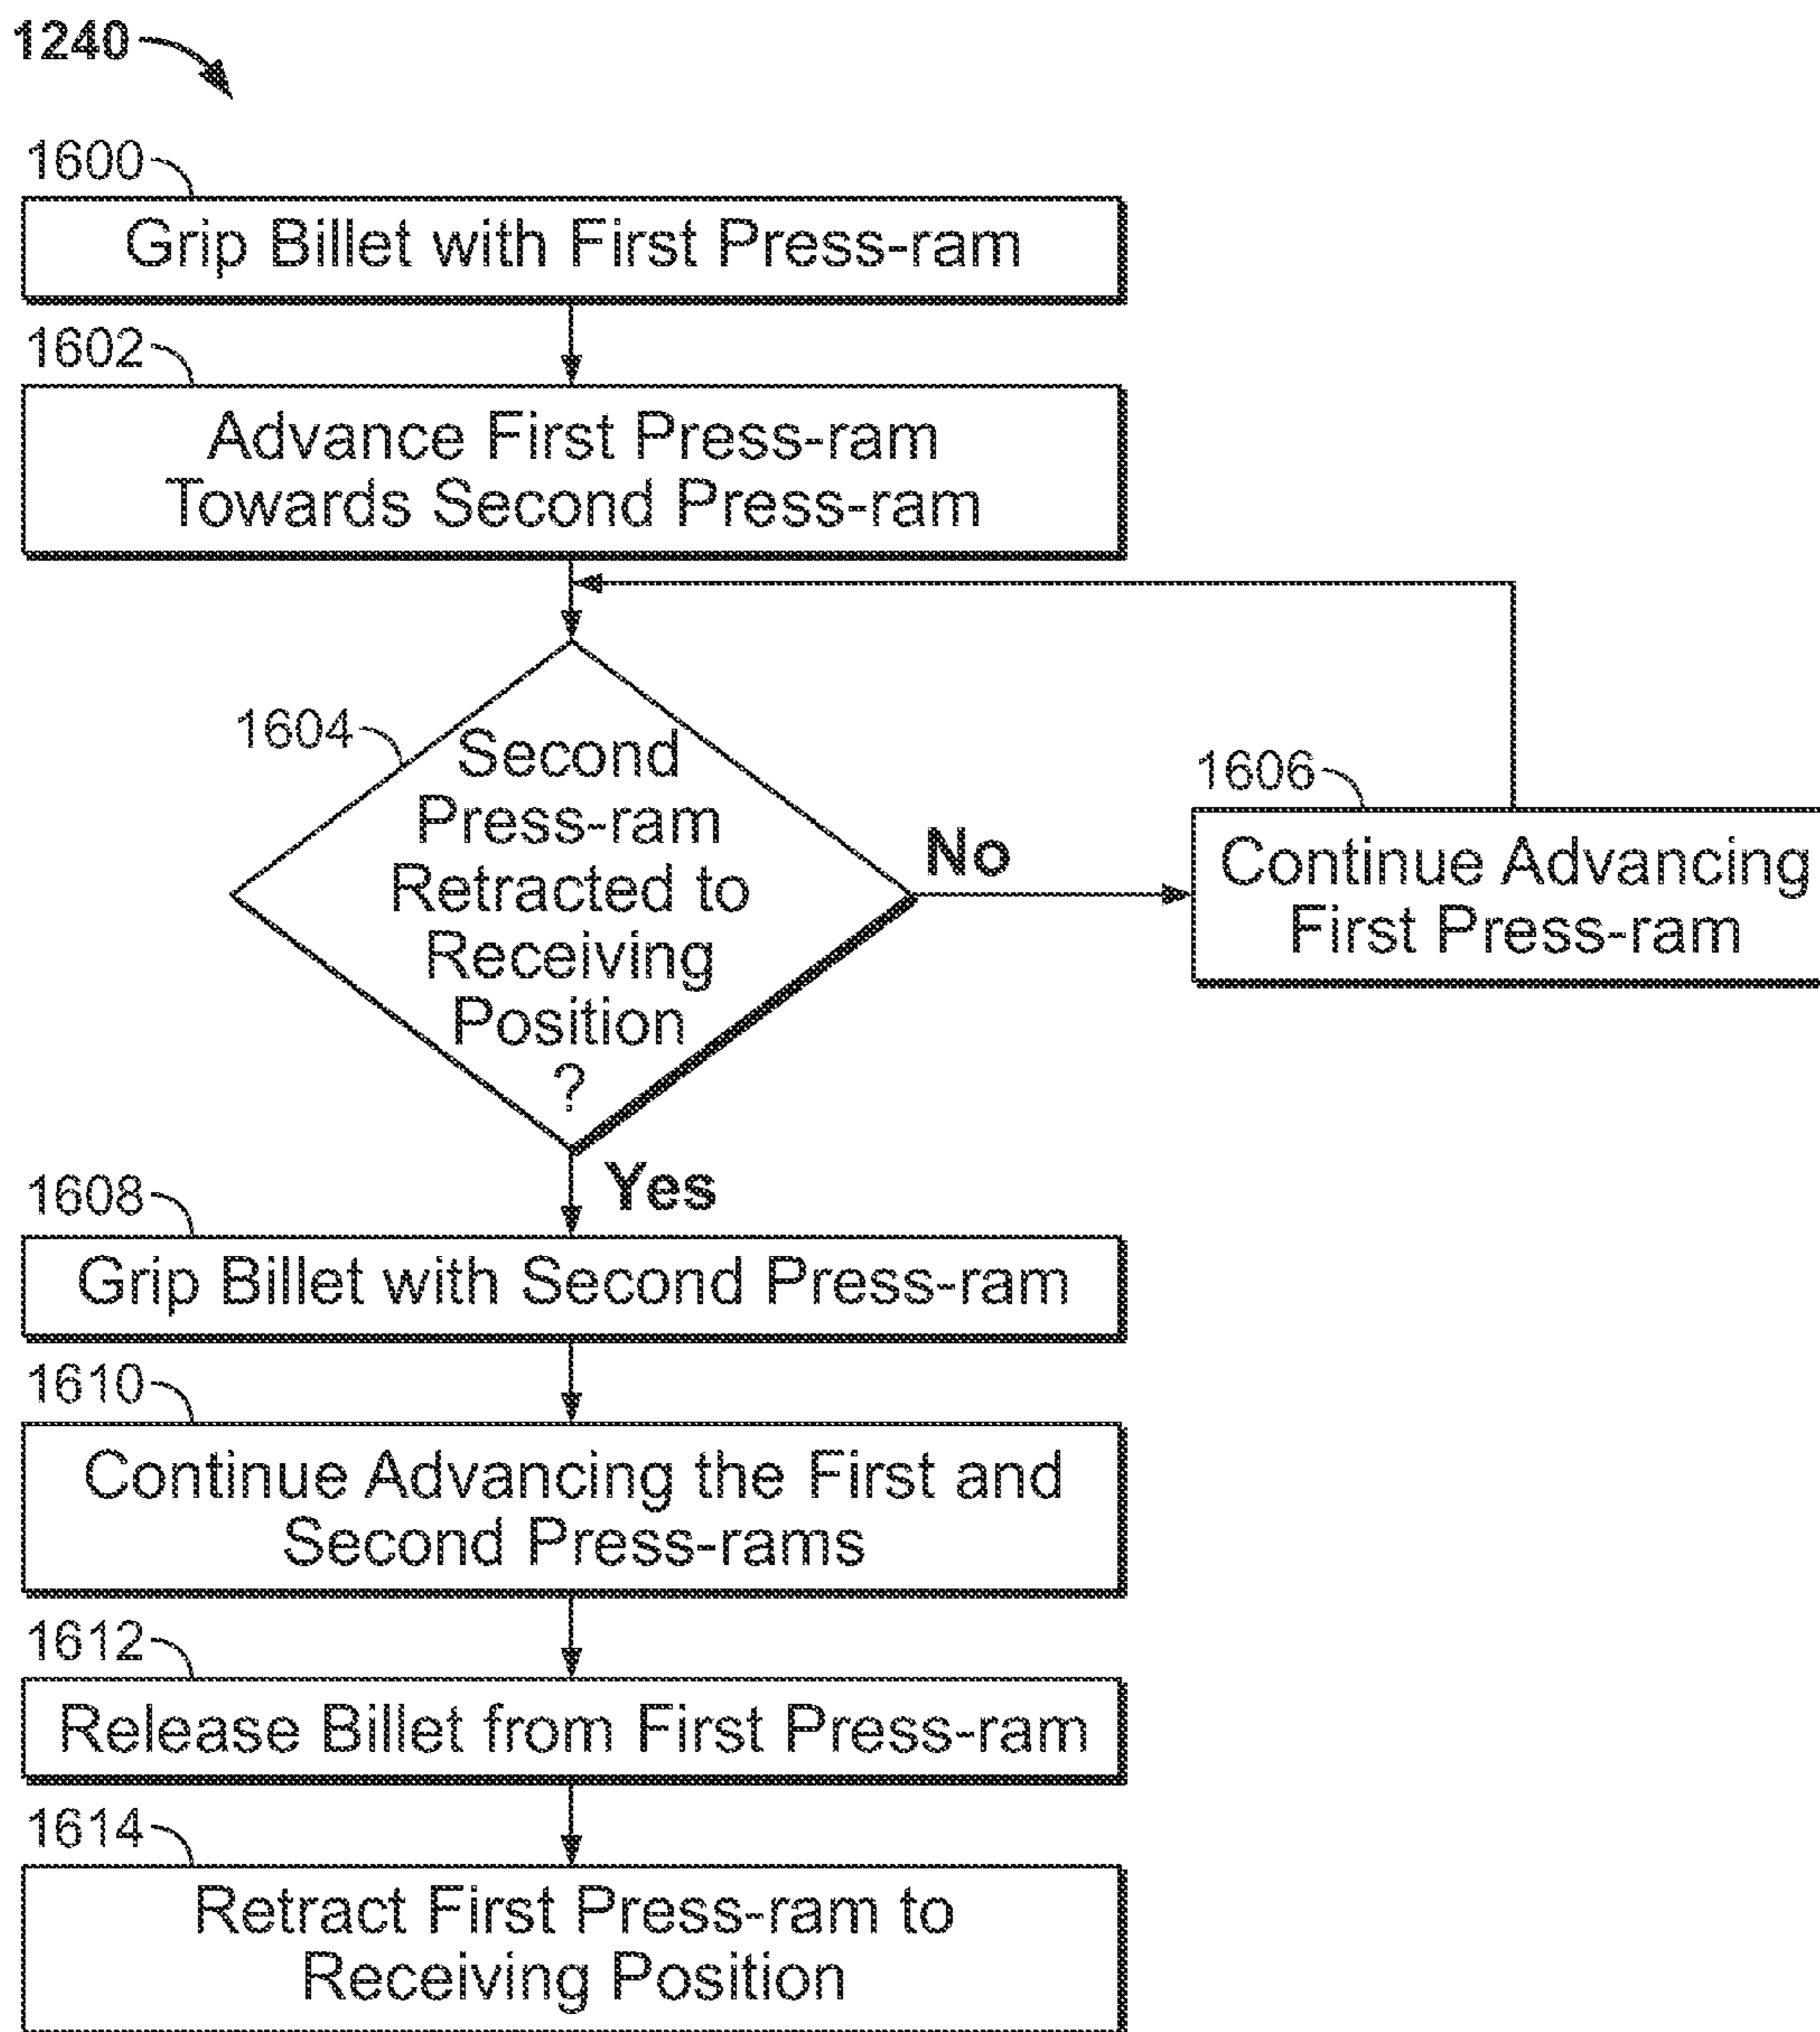 1240
1600
Grip Billet with First Press-ram
1602
Advance First Press-ram
Towards Second Press-ram
1604
Second
Press-ram
Retracted to
Receiving
Position
?
No
1606
Continue Advancing
First Press-ram
Yes
1608
Grip Billet with Second Press-ram
1610
Continue Advancing the First and
Second Press-rams
1612
Release Billet from First Press-ram
1614
Retract First Press-ram to
Receiving Position